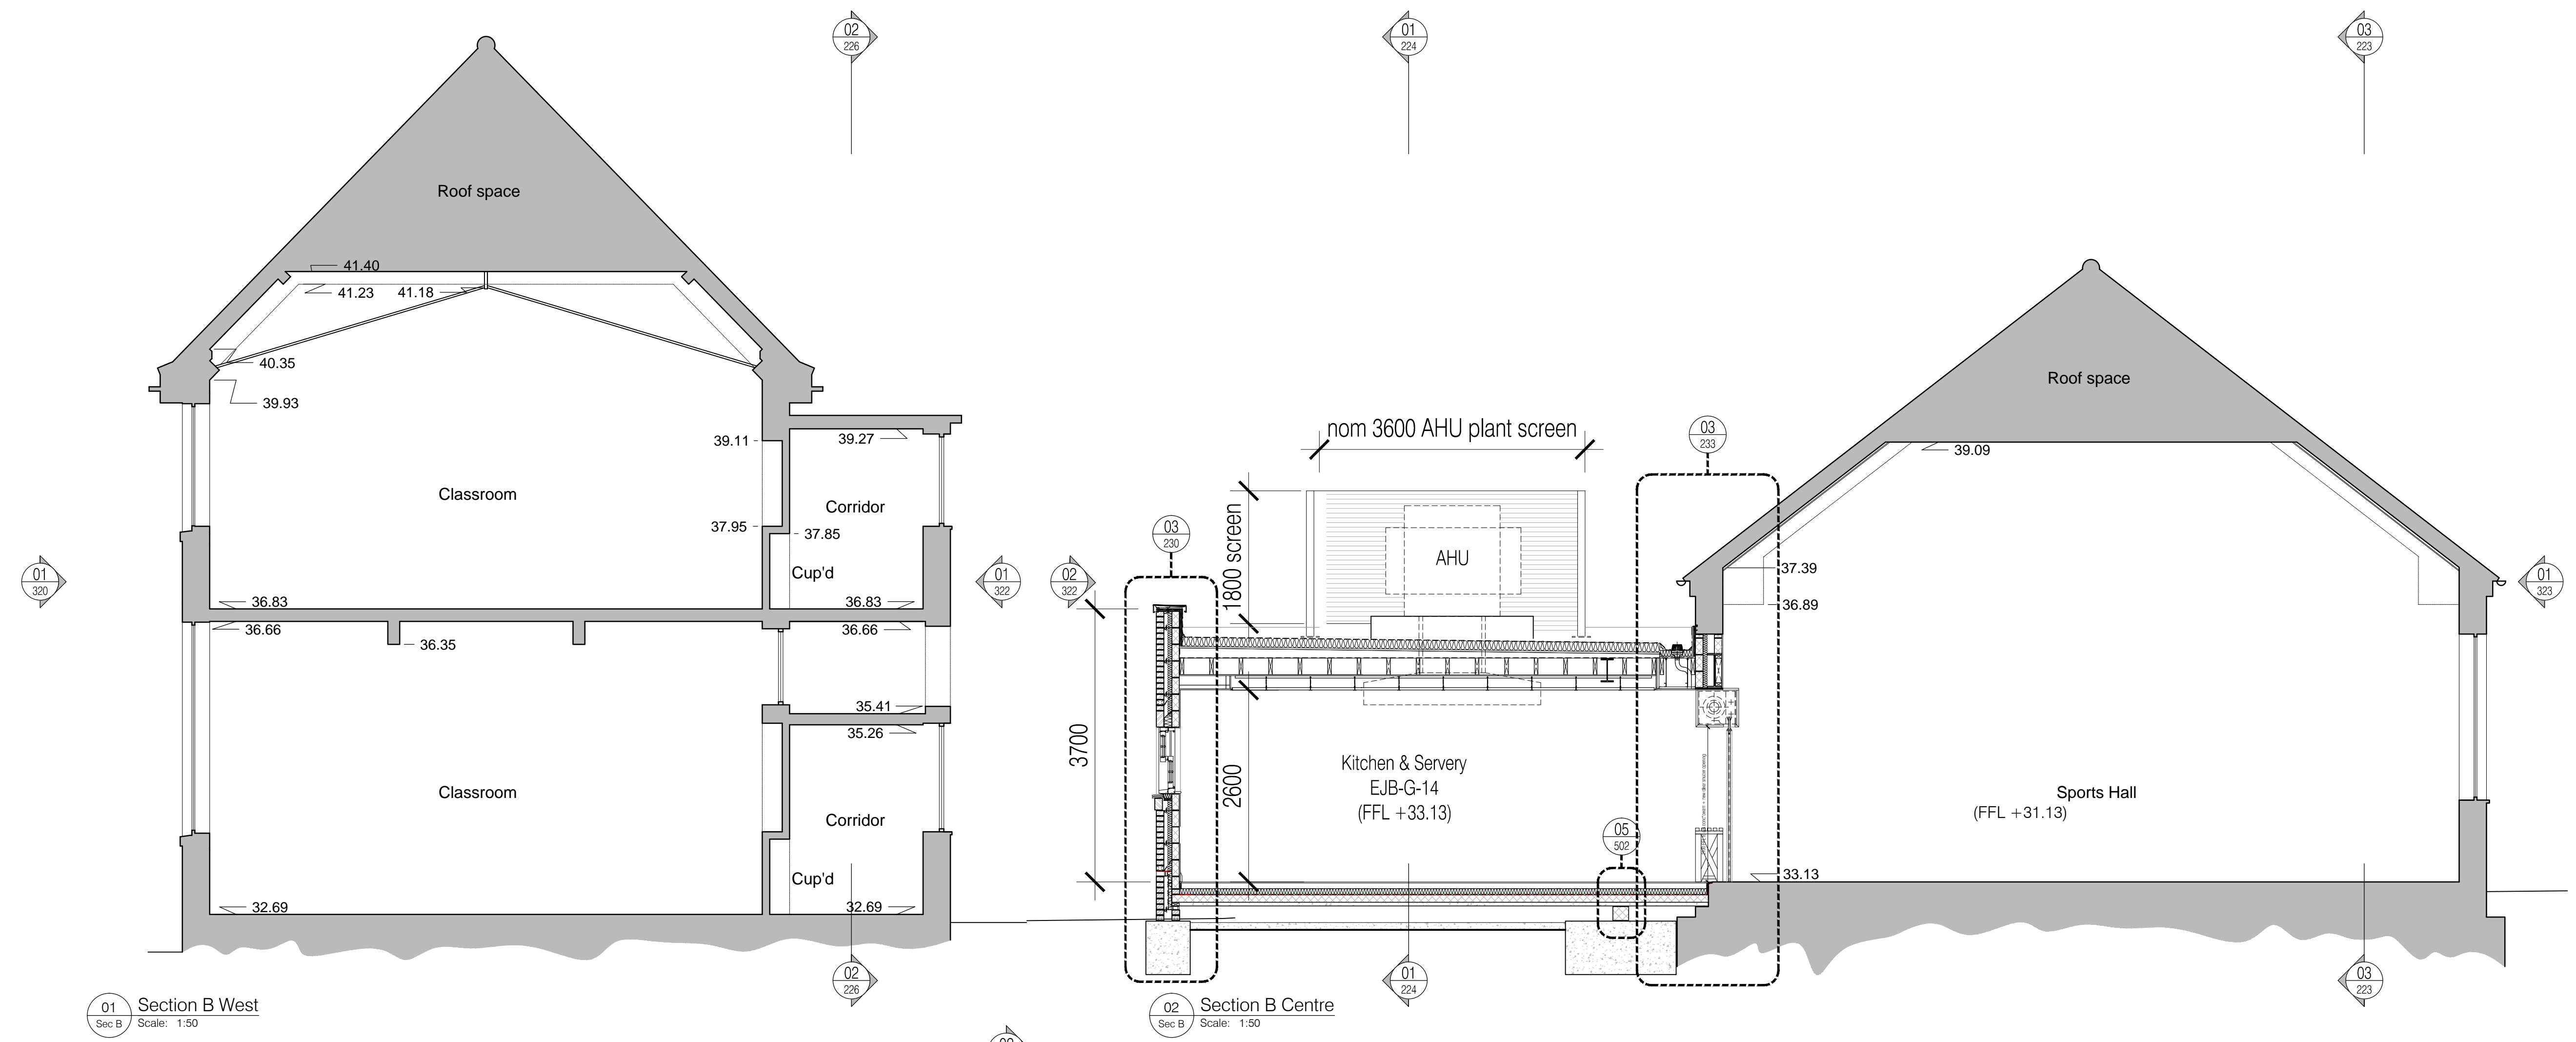 02
226
01
224
03
223
Roof space
41.40
41.23
41.18
40.35
39.93
39.11
39.27
Classroom
Corridor
37.95
37.85
Cup'd
36.83
36.83
36.66
36.66
36.35
35.41
35.26
Classroom
Corridor
Cup'd
32.69
32.69
01
320
01
322
02
322
nom 3600 AHU plant screen
03
233
03
230
1800 screen
AHU
3700
2600
Kitchen & Servery
EJB-G-14
(FFL +33.13)
05
502
Roof space
39.09
37.39
36.89
Sports Hall
(FFL +31.13)
33.13
01
323
02
226
01
224
03
223
01
Sec B
Section B West
Scale: 1:50
02
Sec B
Section B Centre
Scale: 1:50